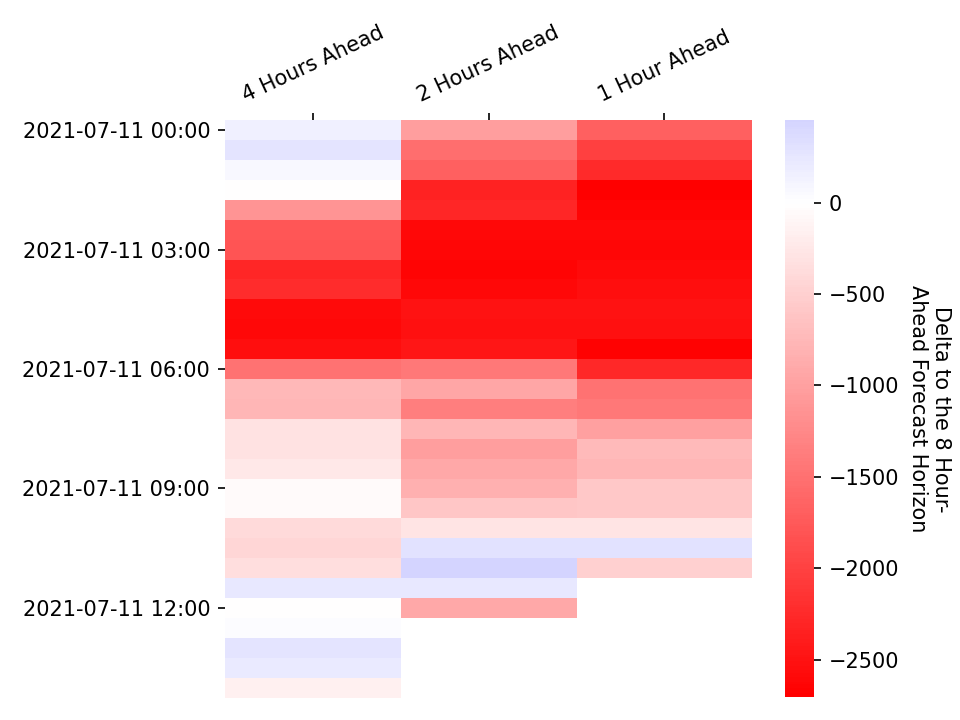 4 Hours Ahead
2 Hours Ahead
1 Hour Ahead
2021-07-11 00:00
2021-07-11 03:00
2021-07-11 06:00
2021-07-11 09:00
2021-07-11 12:00
0
−500
−1000
−1500
−2000
−2500
Delta to the 8 Hour-
Ahead Forecast Horizon